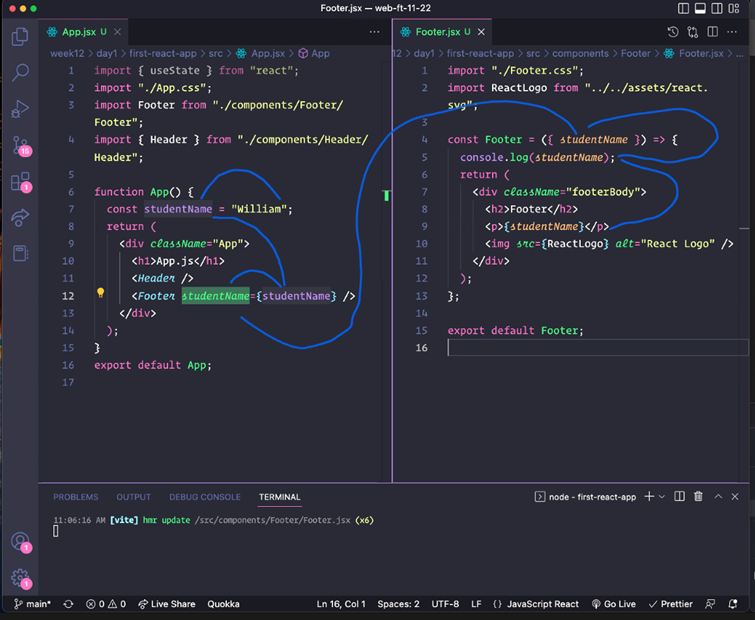 Footer.jsx — web-ft-11-22
App.jsx U
week12 > day1 > first-react-app > src > App.jsx > App
1 import { useState } from "react";
2 import "./App.css";
3 import Footer from "./components/Footer/
Footer";
4 import { Header } from "./components/Header/
Header";
5
6 function App() {
7 const studentName = "William";
8 return (
9 <div className="App">
10 <h1>App.js</h1>
11 <Header />
12 <Footer studentName={studentName} />
13 </div>
14 );
15 }
16 export default App;
17
Footer.jsx U
12 > day1 > first-react-app > src > components > Footer > Footer.jsx > ...
1 import "./Footer.css";
2 import ReactLogo from "../../assets/react.
svg";
3
4 const Footer = ({ studentName }) => {
5 console.log(studentName);
6 return (
7 <div className="footerBody">
8 <h2>Footer</h2>
9 <p>{studentName}</p>
10 <img src={ReactLogo} alt="React Logo" />
11 </div>
12 );
13 };
14
15 export default Footer;
16
10
1
PROBLEMS OUTPUT DEBUG CONSOLE TERMINAL
node - first-react-app
11:06:16 AM [vite] hmr update /src/components/Footer/Footer.jsx (x6)
1
1
main* 0 0 Live Share Quokka Ln 16, Col 1 Spaces: 2 UTF-8 LF {} JavaScript React Go Live Prettier